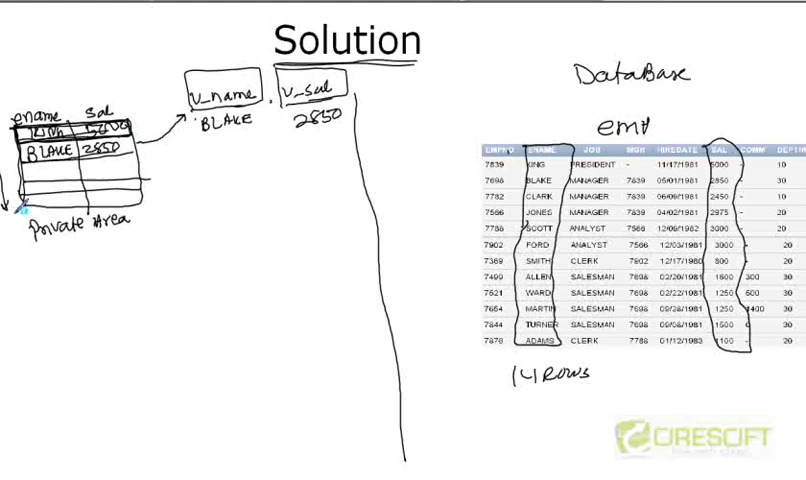 Solution
DataBase
v_name . v_sal
BLAKE 2850
ename sal
5000
BLAKE 2850
Private Area
emp
EMPNO ENAME JOB MGR HIREDATE SAL COMM DEPTN
7839 KING PRESIDENT - 11/17/1981 5000 - 10
7698 BLAKE MANAGER 7839 05/01/1981 2850 - 30
7782 CLARK MANAGER 7839 06/09/1981 2450 - 10
7566 JONES MANAGER 7839 04/02/1981 2975 - 20
7788 SCOTT ANALYST 7566 12/09/1982 3000 - 20
7902 FORD ANALYST 7566 12/03/1981 3000 - 20
7369 SMITH CLERK 7902 12/17/1980 800 - 20
7499 ALLEN SALESMAN 7698 02/20/1981 1600 300 30
7521 WARD SALESMAN 7698 02/22/1981 1250 500 30
7654 MARTIN SALESMAN 7698 09/28/1981 1250 1400 30
7844 TURNER SALESMAN 7698 09/08/1981 1500 0 30
7876 ADAMS CLERK 7788 01/12/1983 1100 - 20
14 ROWS